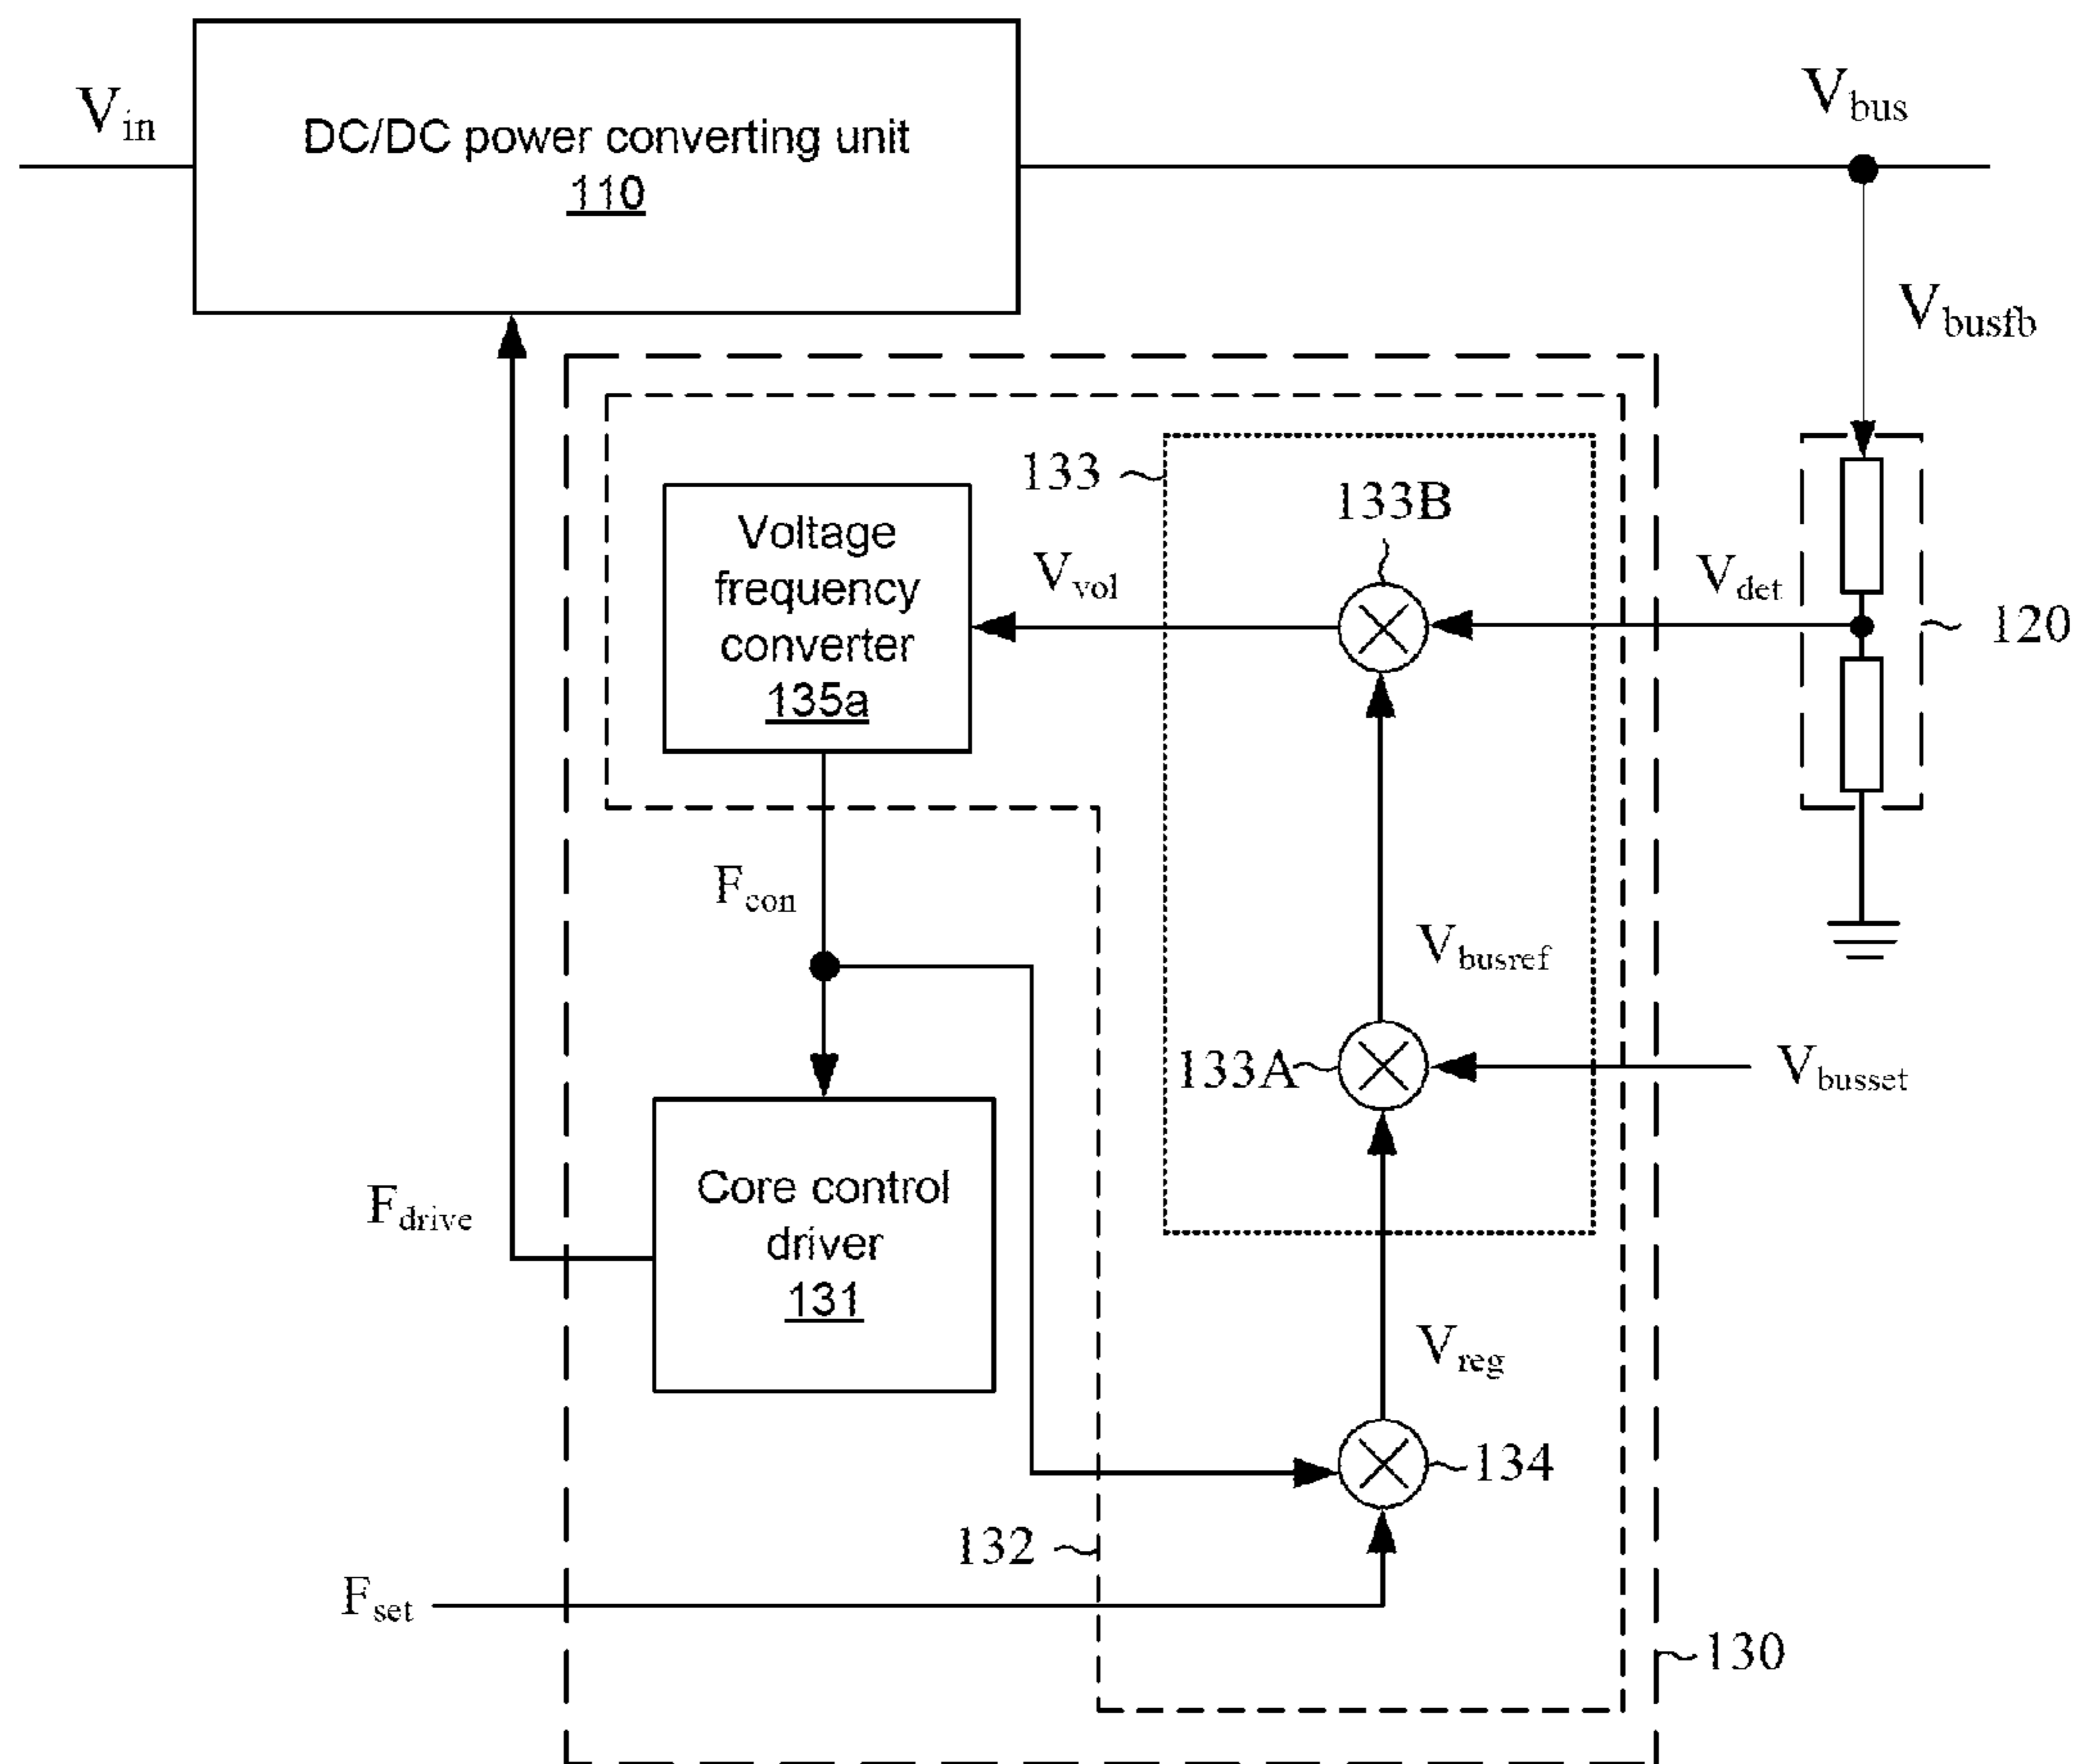 Vin
DC/DC power converting unit
110
Vbus
Vbusfb
133
133B
Voltage
frequency
converter
135a
Vvol
Vdet
120
Fcon
Vbusref
133A
Vbusset
Core control
driver
131
Fdrive
Vreg
134
132
Fset
130